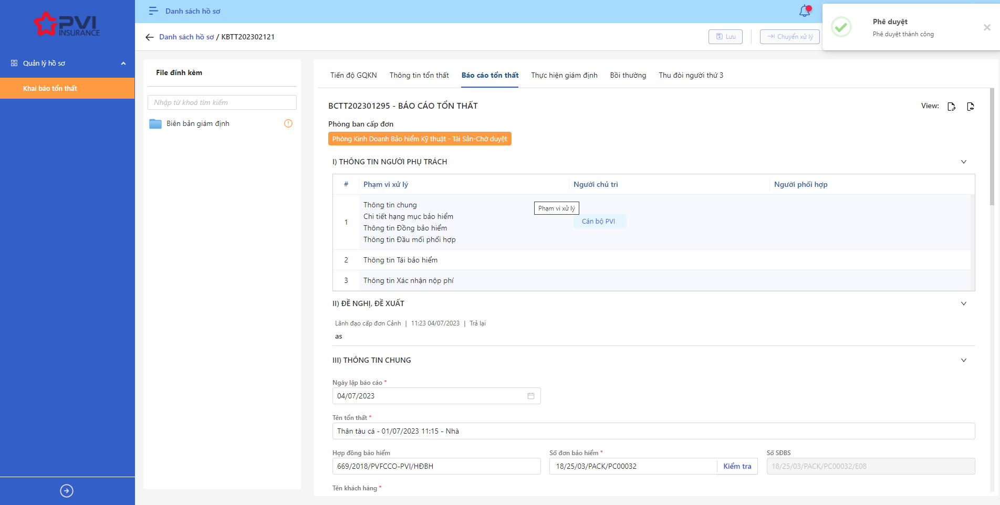 PVI
INSURANCE
Quản lý hồ sơ
Khai báo tổn thất
Danh sách hồ sơ
Danh sách hồ sơ / KBTT202302121
Lưu
Chuyển xử lý
Phê duyệt
Phê duyệt thành công
File đính kèm
Nhập từ khoá tìm kiếm
Biên bản giám định
Tiến độ GQKN Thông tin tổn thất Báo cáo tổn thất Thực hiện giám định Bồi thường Thu đòi người thứ 3
BCTT202301295 - BÁO CÁO TỔN THẤT
View:
Phòng ban cấp đơn
Phòng Kinh Doanh Bảo hiểm Kỹ thuật - Tài Sản-Chờ duyệt
I) THÔNG TIN NGƯỜI PHỤ TRÁCH
# Phạm vi xử lý Người chủ trì Người phối hợp
1
Thông tin chung
Chi tiết hạng mục bảo hiểm
Thông tin Đồng bảo hiểm
Thông tin Đầu mối phối hợp
Phạm vi xử lý
Cán bộ PVI
2 Thông tin Tái bảo hiểm
3 Thông tin Xác nhận nộp phí
II) ĐỀ NGHỊ, ĐỀ XUẤT
Lãnh đạo cấp đơn Cảnh | 11:23 04/07/2023 | Trả lại
as
III) THÔNG TIN CHUNG
Ngày lập báo cáo *
04/07/2023
Tên tổn thất *
Thân tàu cá - 01/07/2023 11:15 - Nhà
Hợp đồng bảo hiểm
669/2018/PVFCCO-PVI/HĐBH
Số đơn bảo hiểm *
18/25/03/PACK/PC00032
Kiểm tra
Số SĐBS
18/25/03/PACK/PC00032/E08
Tên khách hàng *